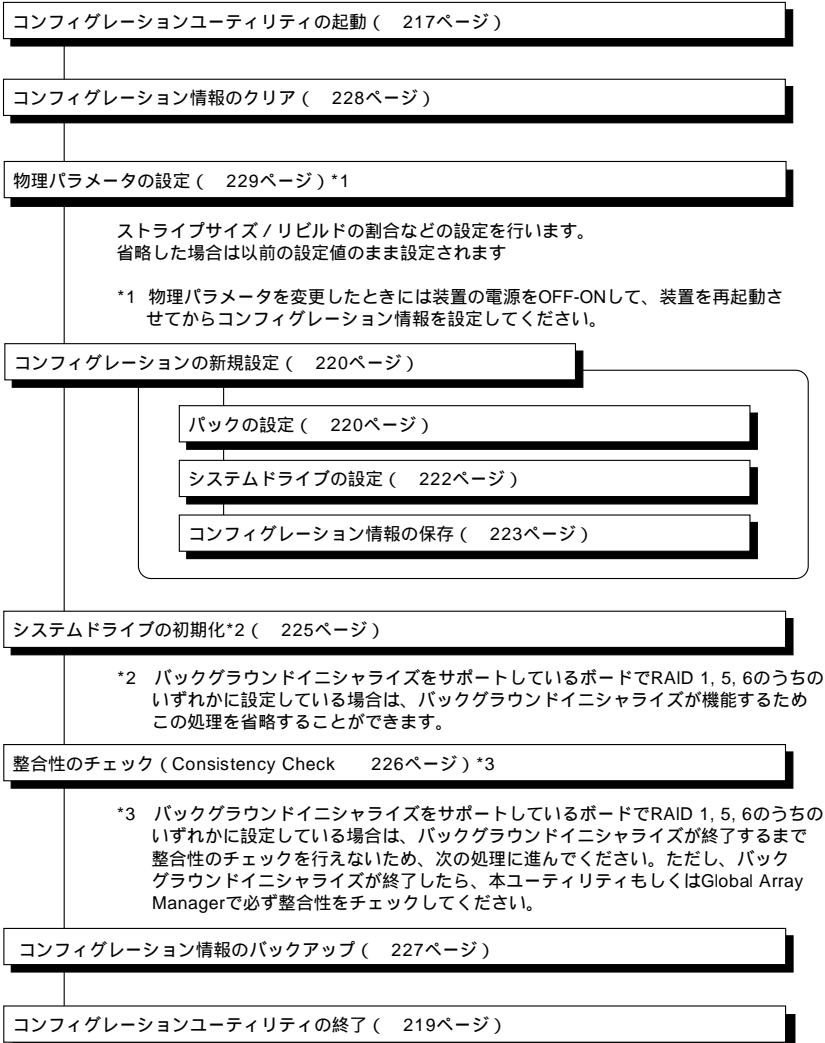 コンフィグレーションユーティリティの起動(　217ページ)
コンフィグレーション情報のクリア(　228ページ)
物理パラメータの設定(　229ページ)*1
ストライプサイズ/リビルドの割合などの設定を行います。
省略した場合は以前の設定値のまま設定されます
*1 物理パラメータを変更したときには装置の電源をOFF-ONして、装置を再起動さ
せてからコンフィグレーション情報を設定してください。
コンフィグレーションの新規設定(　220ページ)
パックの設定(　220ページ)
システムドライブの設定(　222ページ)
コンフィグレーション情報の保存(　223ページ)
システムドライブの初期化*2(　225ページ)
*2 バックグラウンドイニシャライズをサポートしているボードでRAID 1, 5, 6のうちの
いずれかに設定している場合は、バックグラウンドイニシャライズが機能するため
この処理を省略することができます。
整合性のチェック(Consistency Check　226ページ)*3
*3 バックグラウンドイニシャライズをサポートしているボードでRAID 1, 5, 6のうちの
いずれかに設定している場合は、バックグラウンドイニシャライズが終了するまで
整合性のチェックを行えないため、次の処理に進んでください。ただし、バック
グラウンドイニシャライズが終了したら、本ユーティリティもしくはGlobal Array
Managerで必ず整合性をチェックしてください。
コンフィグレーション情報のバックアップ(　227ページ)
コンフィグレーションユーティリティの終了(　219ページ)